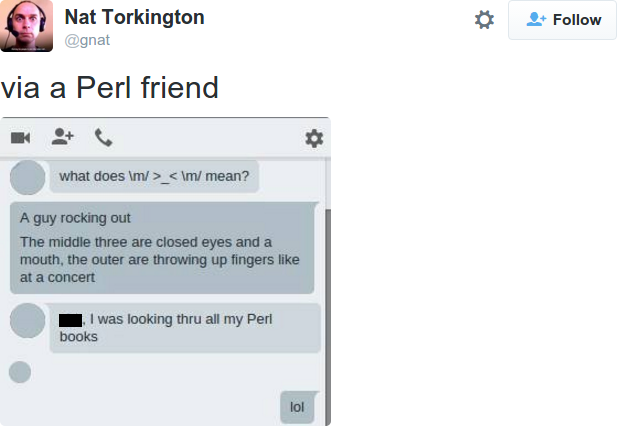 Nat Torkington
@gnat
Follow
via a Perl friend
what does \m/ >_< \m/ mean?
A guy rocking out
The middle three are closed eyes and a
mouth, the outer are throwing up fingers like
at a concert
, I was looking thru all my Perl
books
lol